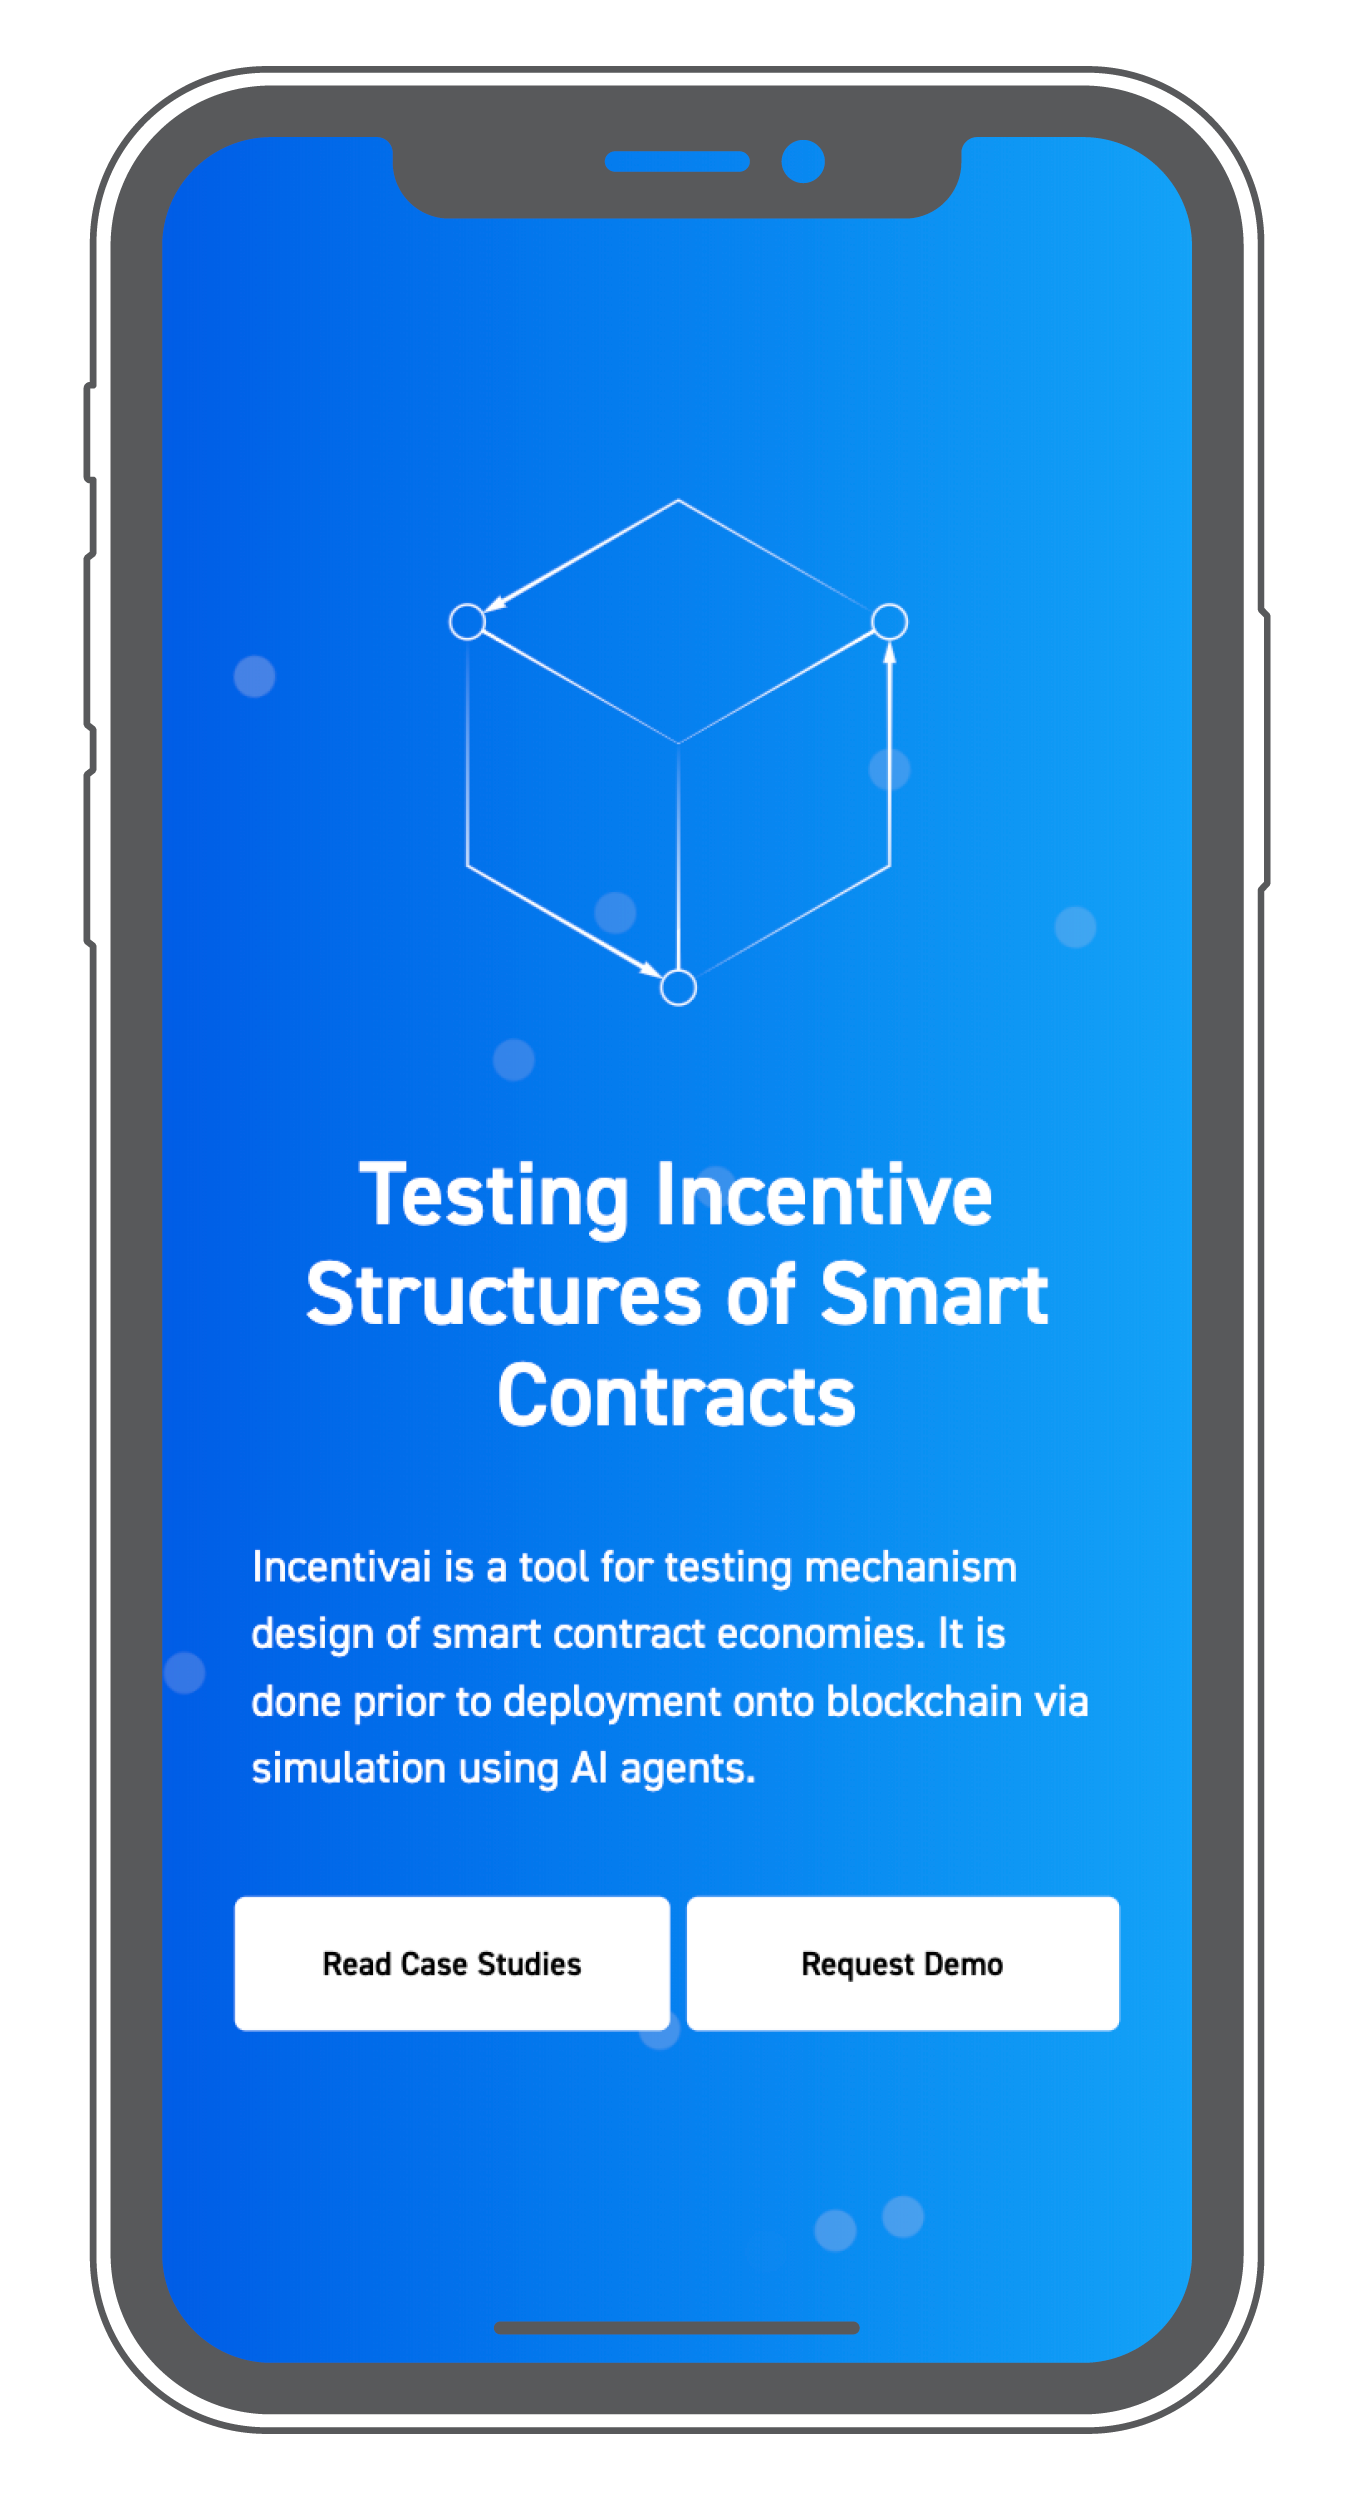 Testing Incentive
Structures of Smart
Contracts
Incentivai is a tool for testing mechanism
design of smart contract economies. It is
done prior to deployment onto blockchain via
simulation using AI agents.
Read Case Studies
Request Demo